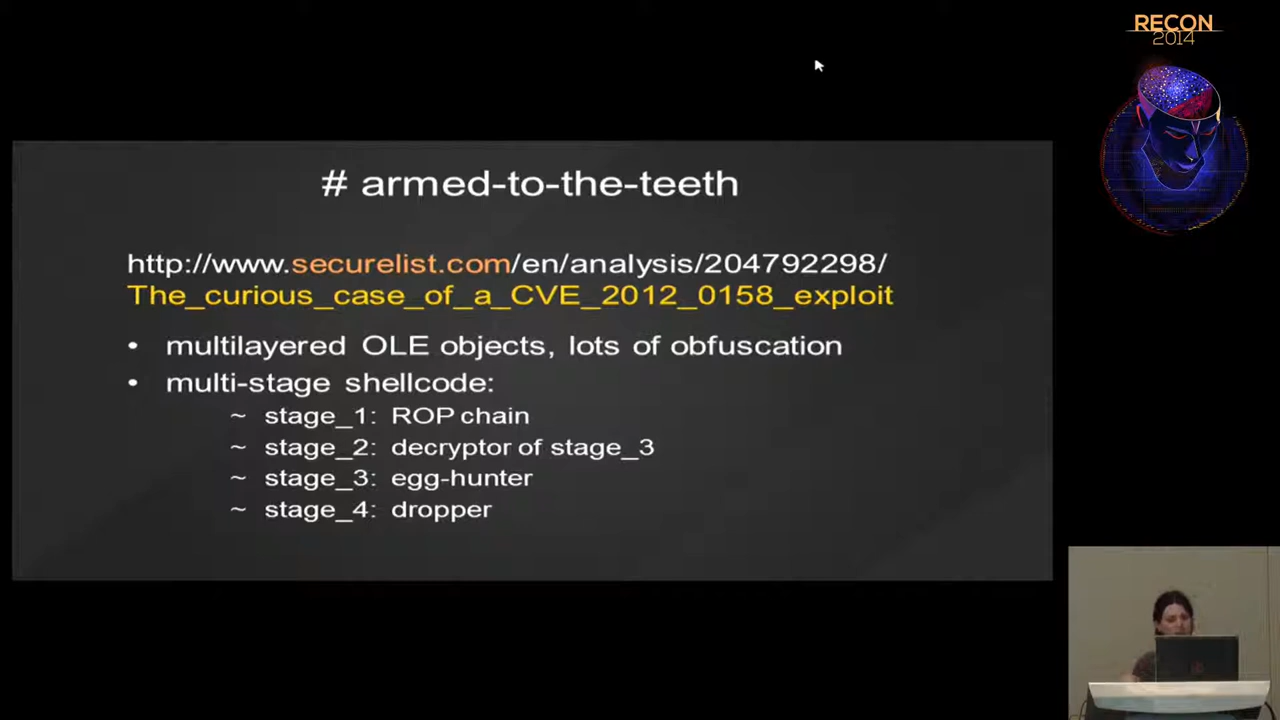 RECON
2014
# armed-to-the-teeth
http://www.securelist.com/en/analysis/204792298/
The_curious_case_of_a_CVE_2012_0158_exploit
• multilayered OLE objects, lots of obfuscation
• multi-stage shellcode:
~ stage_1: ROP chain
~ stage_2: decryptor of stage_3
~ stage_3: egg-hunter
~ stage_4: dropper